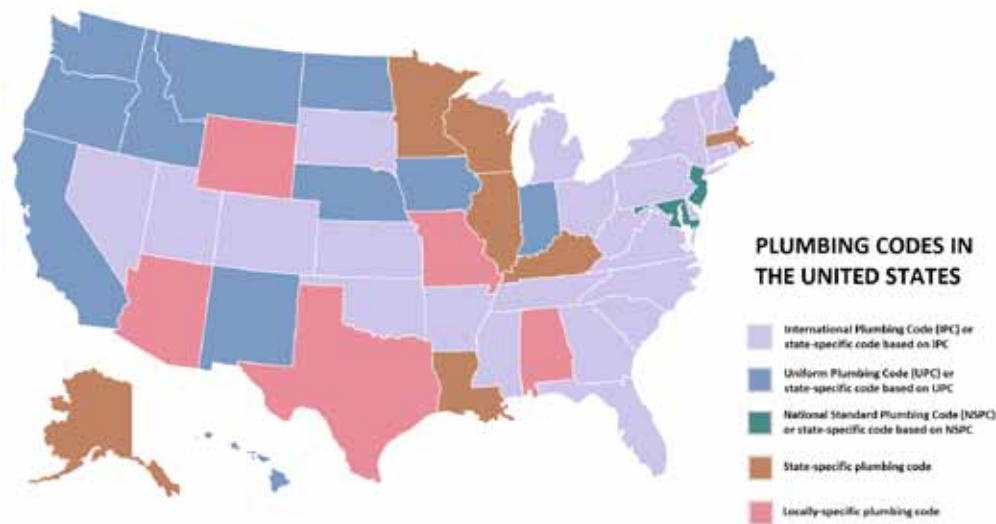 PLUMBING CODES IN
THE UNITED STATES
International Plumbing Code (IPC) or
state-specific code based on IPC
Uniform Plumbing Code (UPC) or
state-specific code based on UPC
National Standard Plumbing Code (NSPC)
or state-specific code based on NSPC
State-specific plumbing code
Locally-specific plumbing code